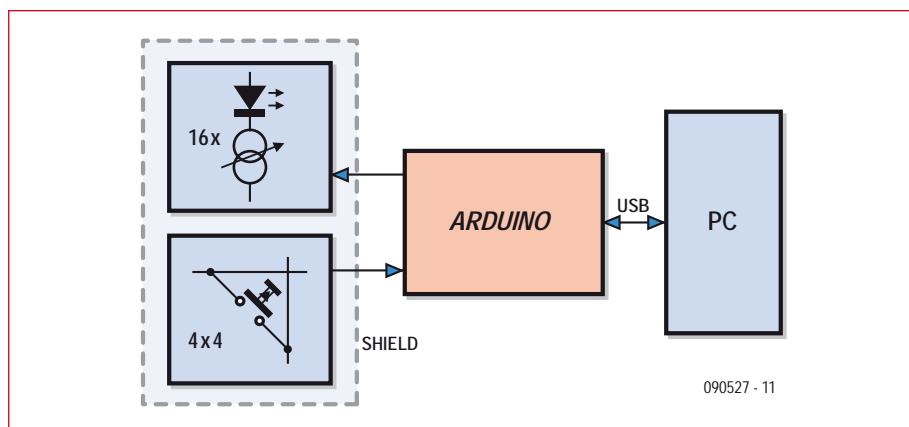 16x
4x4
SHIELD
ARDUINO
USB
PC
090527 - 11